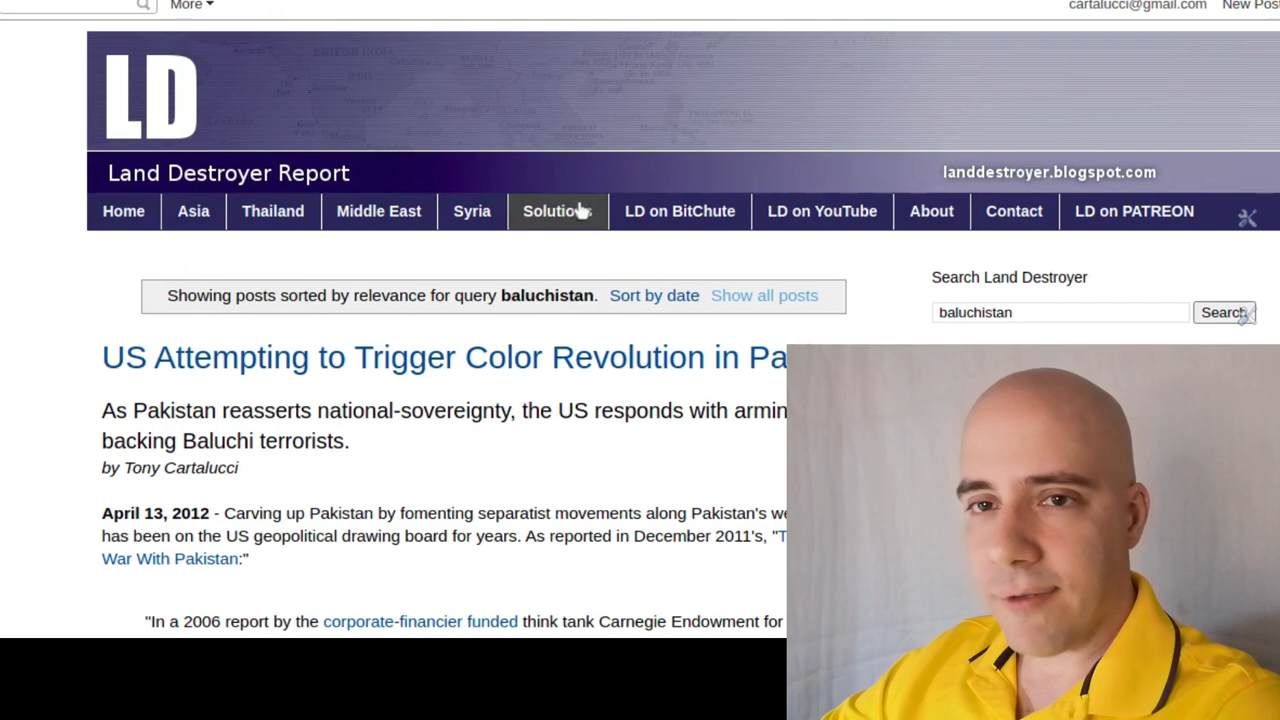 More
cartalucci@gmail.com New Post
LD
Land Destroyer Report
landdestroyer.blogspot.com
Home Asia Thailand Middle East Syria Solutions LD on BitChute LD on YouTube About Contact LD on PATREON
Search Land Destroyer
Showing posts sorted by relevance for query baluchistan. Sort by date Show all posts
baluchistan Search
US Attempting to Trigger Color Revolution in Pa
As Pakistan reasserts national-sovereignty, the US responds with armin
backing Baluchi terrorists.
by Tony Cartalucci
April 13, 2012 - Carving up Pakistan by fomenting separatist movements along Pakistan's we
has been on the US geopolitical drawing board for years. As reported in December 2011's, "T
War With Pakistan:"
"In a 2006 report by the corporate-financier funded think tank Carnegie Endowment for